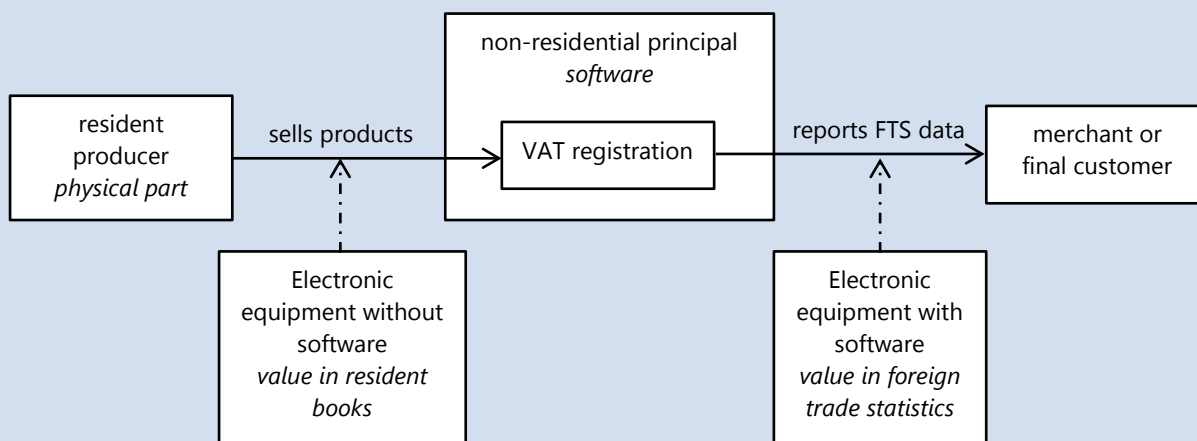 non-residential principal
software
resident
producer
physical part
sells products
VAT registration
reports FTS data
merchant or
final customer
Electronic
equipment without
software
value in resident
books
Electronic
equipment with
software
value in foreign
trade statistics